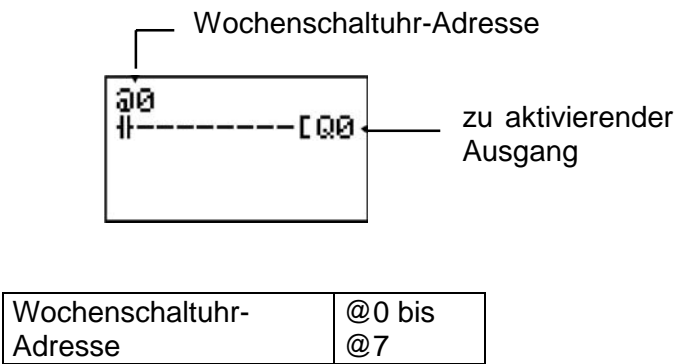 Wochenschaltuhr-Adresse
@0
╫---------[Q0
zu aktivierender
Ausgang
Wochenschaltuhr- @0 bis
Adresse @7